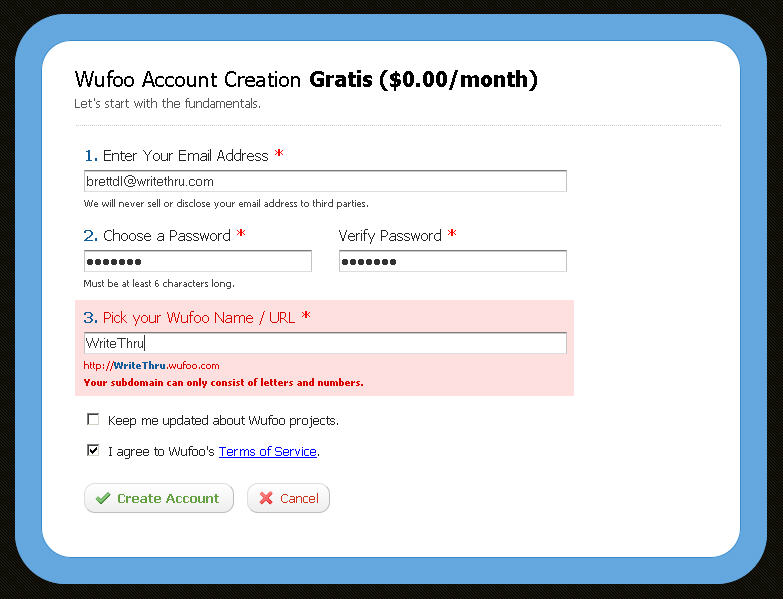 Wufoo Account Creation Gratis ($0.00/month)
Let's start with the fundamentals.
1. Enter Your Email Address *
brettdl@writethru.com
We will never sell or disclose your email address to third parties.
2. Choose a Password * Verify Password *
●●●●●●● ●●●●●●●
Must be at least 6 characters long.
3. Pick your Wufoo Name / URL *
WriteThru
http://WriteThru.wufoo.com
Your subdomain can only consist of letters and numbers.
Keep me updated about Wufoo projects.
I agree to Wufoo's Terms of Service.
Create Account Cancel